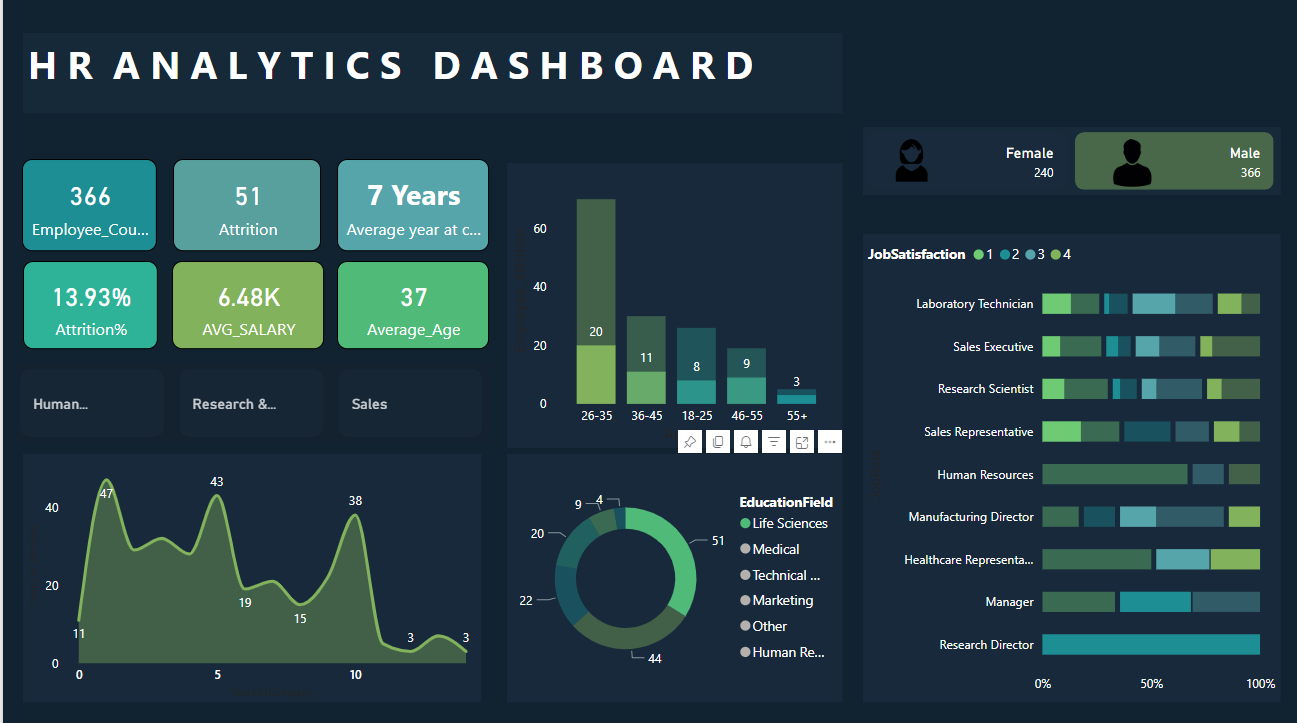 HR ANALYTICS DASHBOARD
Female
240
Male
366
366
Employee_Cou...
51
Attrition
7 Years
Average year at c...
13.93%
Attrition%
6.48K
AVG_SALARY
37
Average_Age
Human...
Research &...
Sales
60
40
20
0
20
11
8
9
3
26-35
36-45
18-25
46-55
55+
40
20
0
11
47
43
19
15
38
3
3
0
5
10
4
9
20
22
51
44
EducationField
Life Sciences
Medical
Technical ...
Marketing
Other
Human Re...
JobSatisfaction 1 2 3 4
Laboratory Technician
Sales Executive
Research Scientist
Sales Representative
Human Resources
Manufacturing Director
Healthcare Representa...
Manager
Research Director
0% 50% 100%